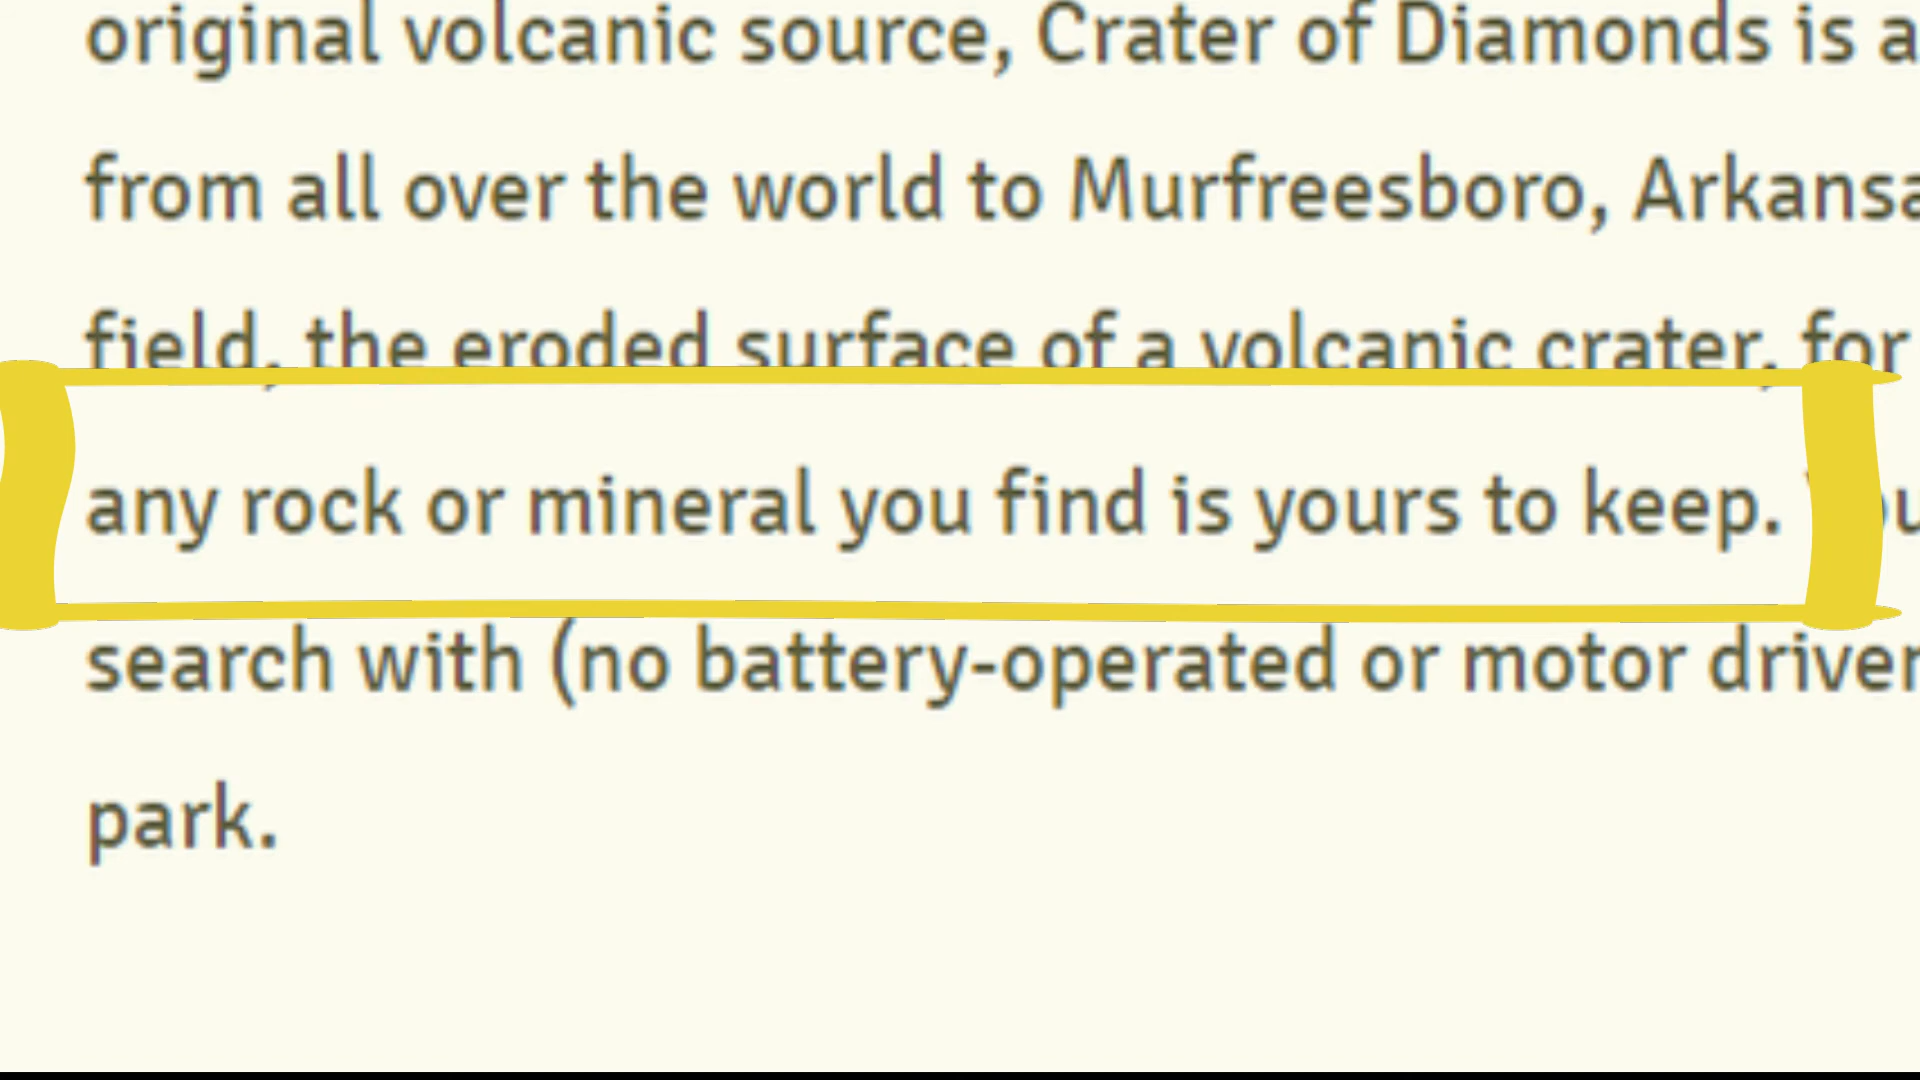 original volcanic source, Crater of Diamonds is a
from all over the world to Murfreesboro, Arkansa
field, the eroded surface of a volcanic crater, for
any rock or mineral you find is yours to keep.
search with (no battery-operated or motor driven
park.